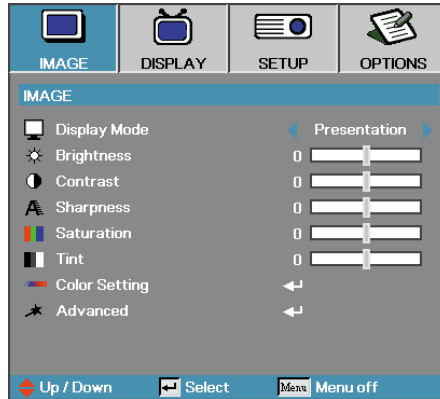 IMAGE DISPLAY SETUP OPTIONS
IMAGE
Display Mode Presentation
Brightness 0
Contrast 0
Sharpness 0
Saturation 0
Tint 0
Color Setting
Advanced
Up / Down Select Menu Menu off